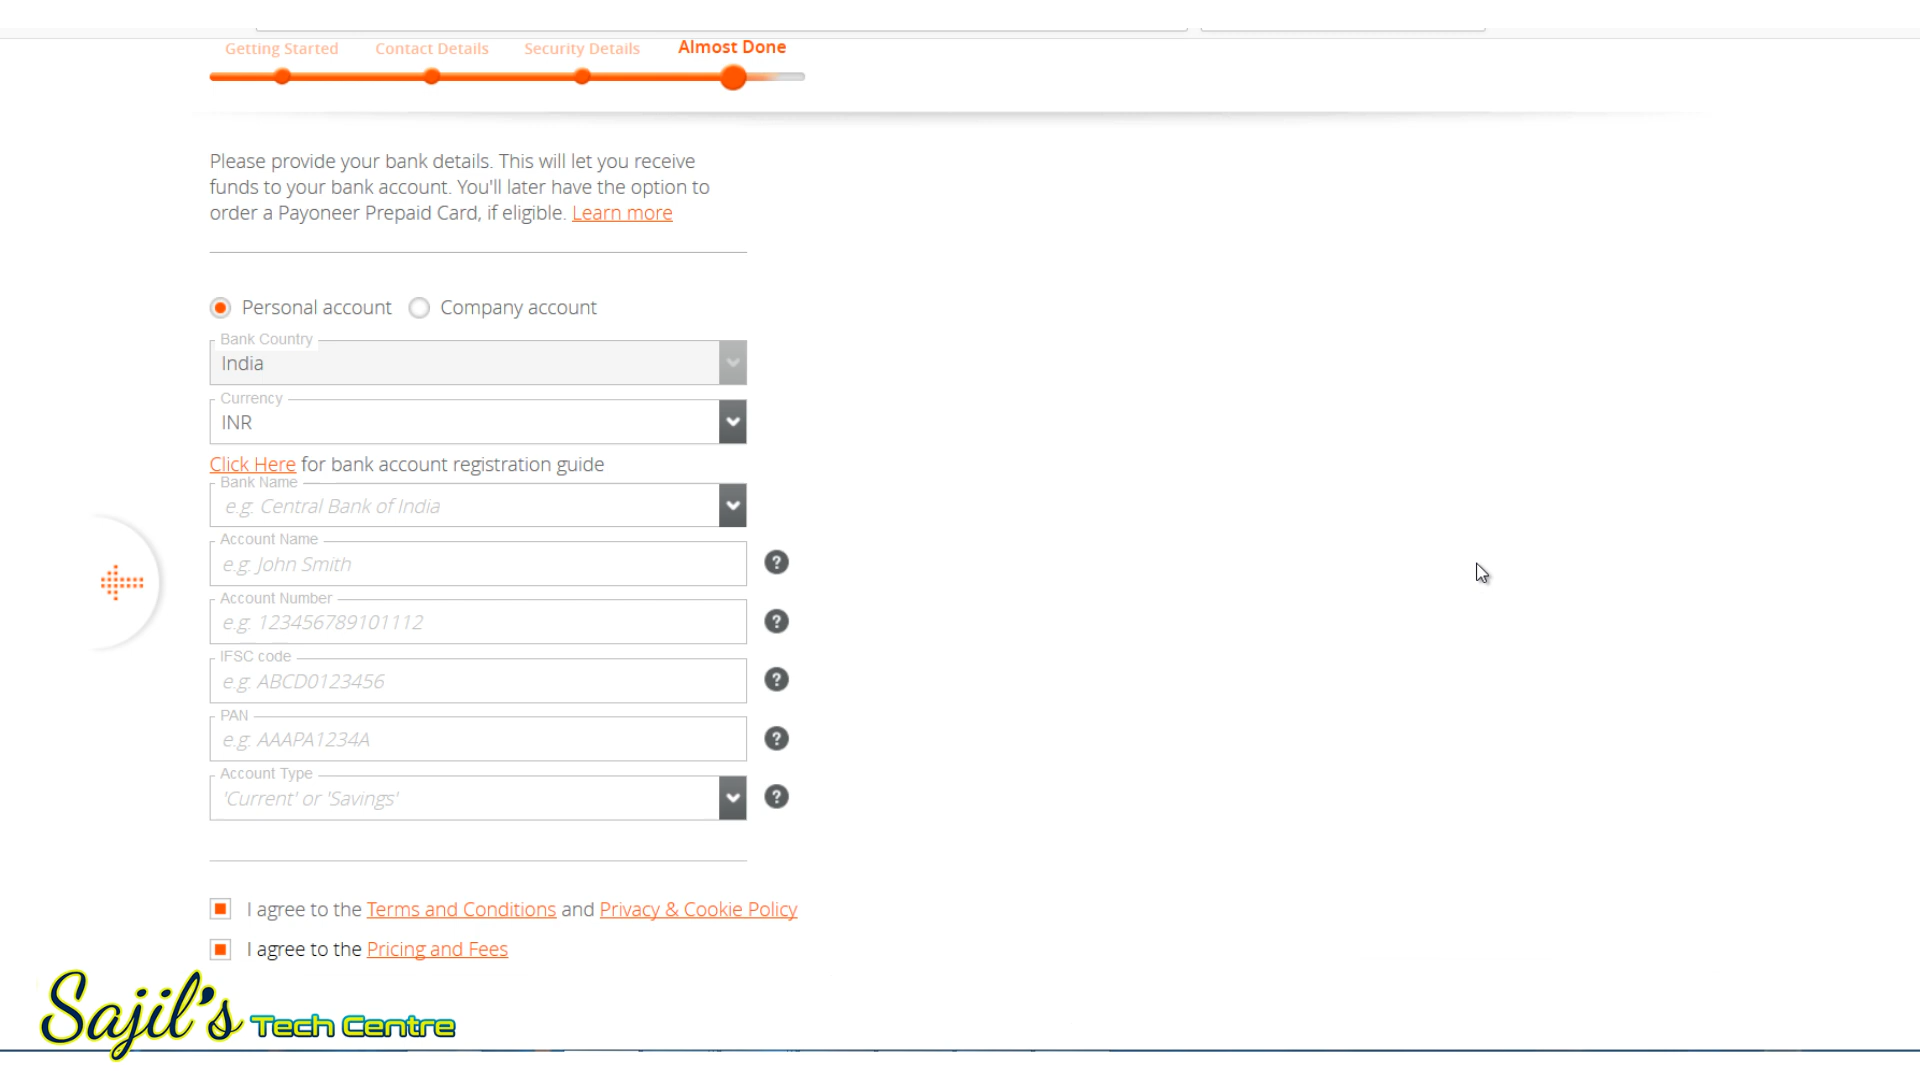 Getting Started
Contact Details
Security Details
Almost Done
Please provide your bank details. This will let you receive
funds to your bank account. You'll later have the option to
order a Payoneer Prepaid Card, if eligible. Learn more
Personal account
Company account
Bank Country
India
Currency
INR
Click Here for bank account registration guide
Bank Name
e.g. Central Bank of India
Account Name
e.g. John Smith
Account Number
e.g. 123456789101112
IFSC code
e.g. ABCD0123456
PAN
e.g. AAAPA1234A
Account Type
'Current' or 'Savings'
I agree to the Terms and Conditions and Privacy & Cookie Policy
I agree to the Pricing and Fees
Sajil's Tech Centre